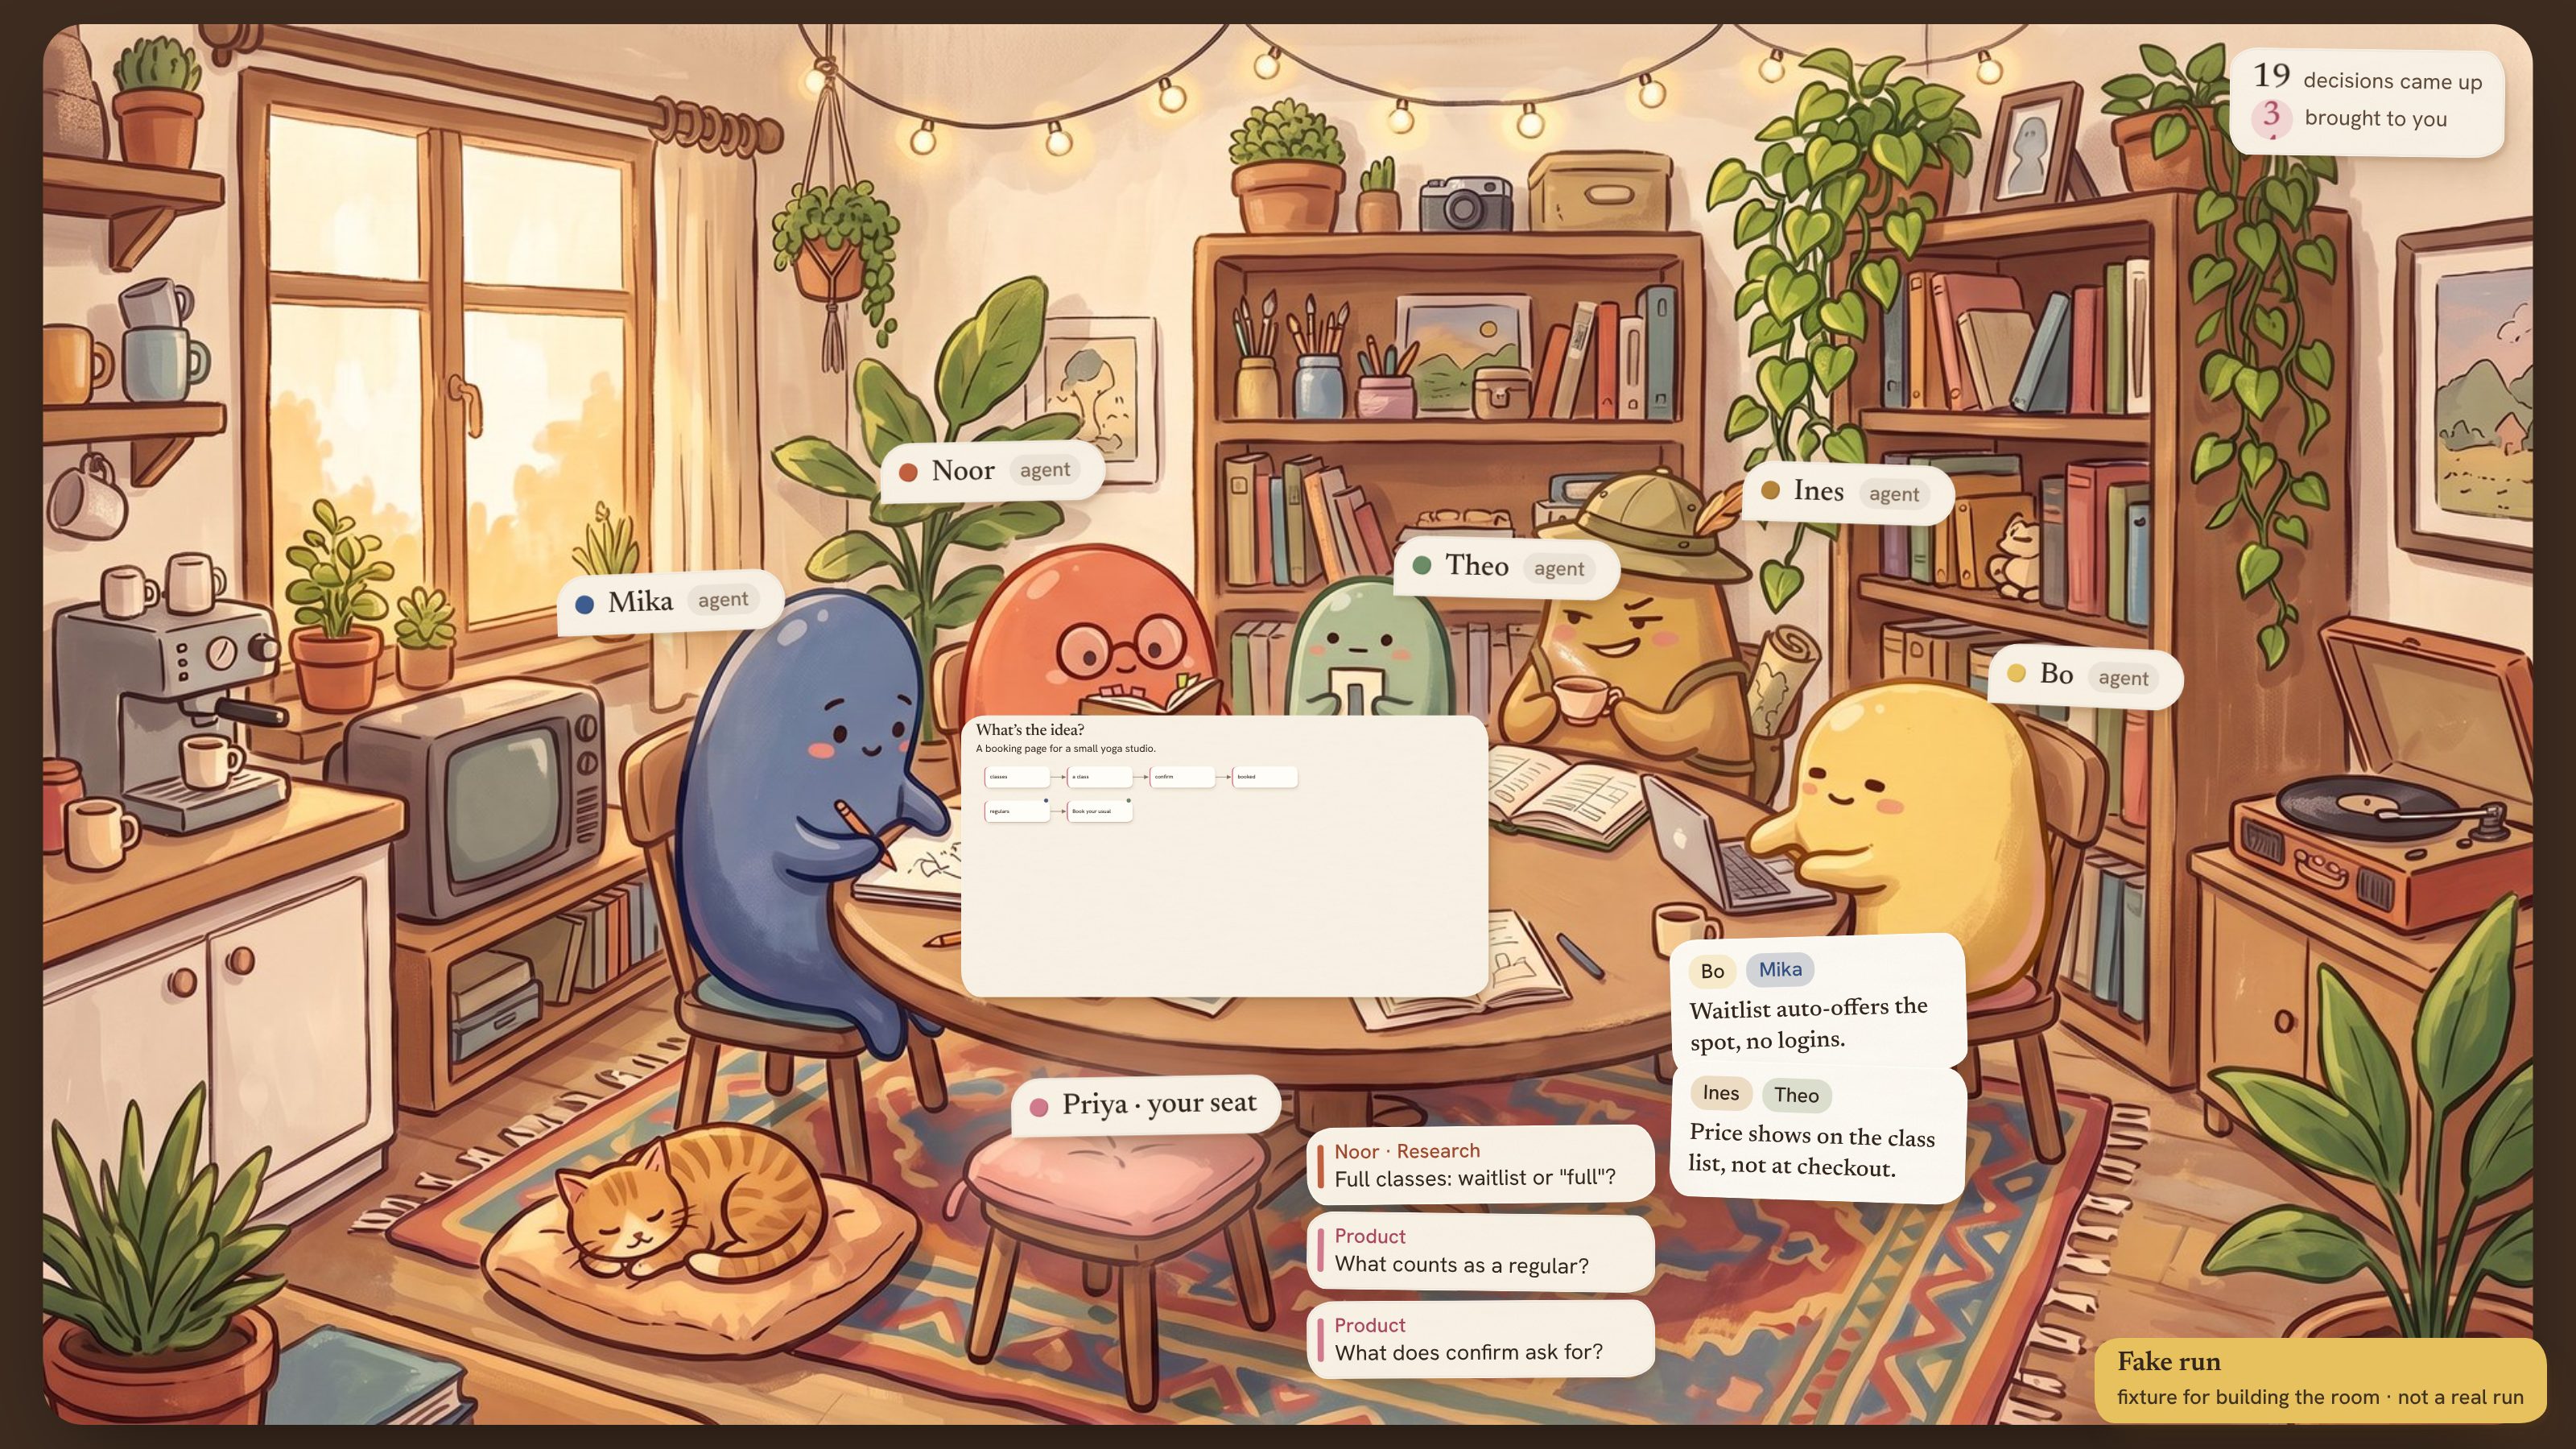 19 decisions came up
3 brought to you
Noor agent
Ines agent
Theo agent
Mika agent
Bo agent
What's the idea?
A booking page for a small yoga studio.
classes
a class
confirm
booked
regulars
Book your usual
Bo Mika
Waitlist auto-offers the
spot, no logins.
Ines Theo
Price shows on the class
list, not at checkout.
Priya · your seat
Noor · Research
Full classes: waitlist or "full"?
Product
What counts as a regular?
Product
What does confirm ask for?
Fake run
fixture for building the room · not a real run